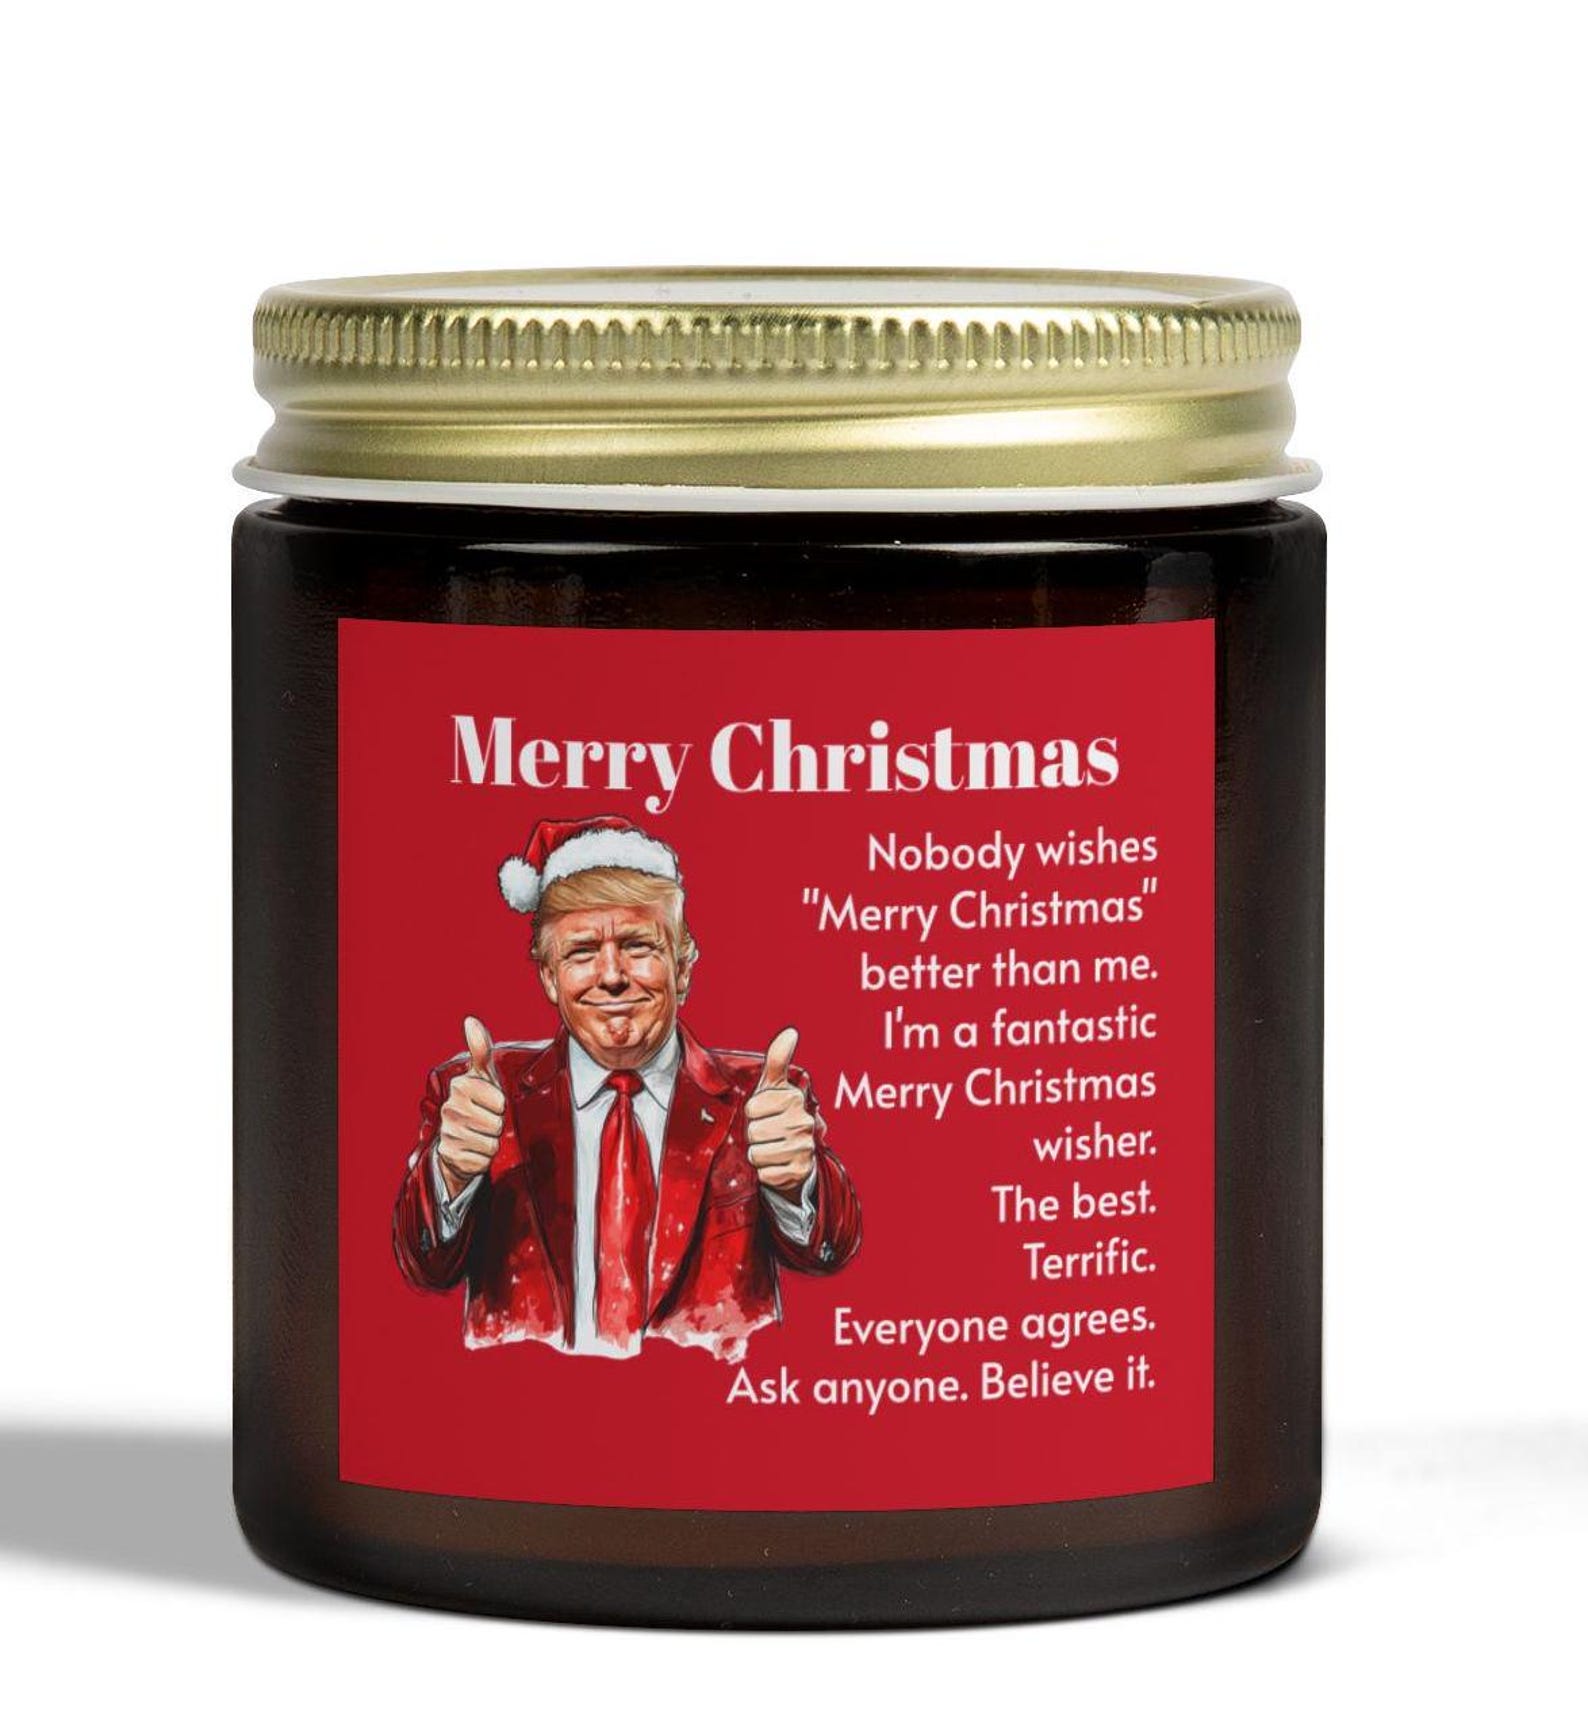 Merry Christmas
Nobody wishes
"Merry Christmas"
better than me.
I'm a fantastic
Merry Christmas
wisher.
The best.
Terrific.
Everyone agrees.
Ask anyone. Believe it.